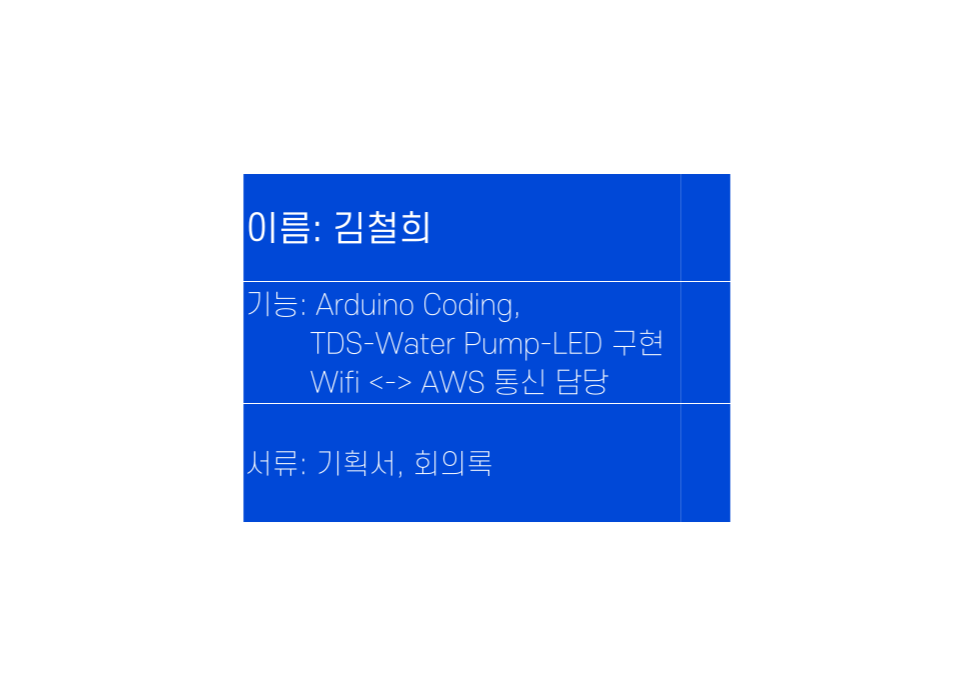 이름: 김철희
기능: Arduino Coding,
TDS-Water Pump-LED 구현
Wifi <-> AWS 통신 담당
서류: 기획서, 회의록